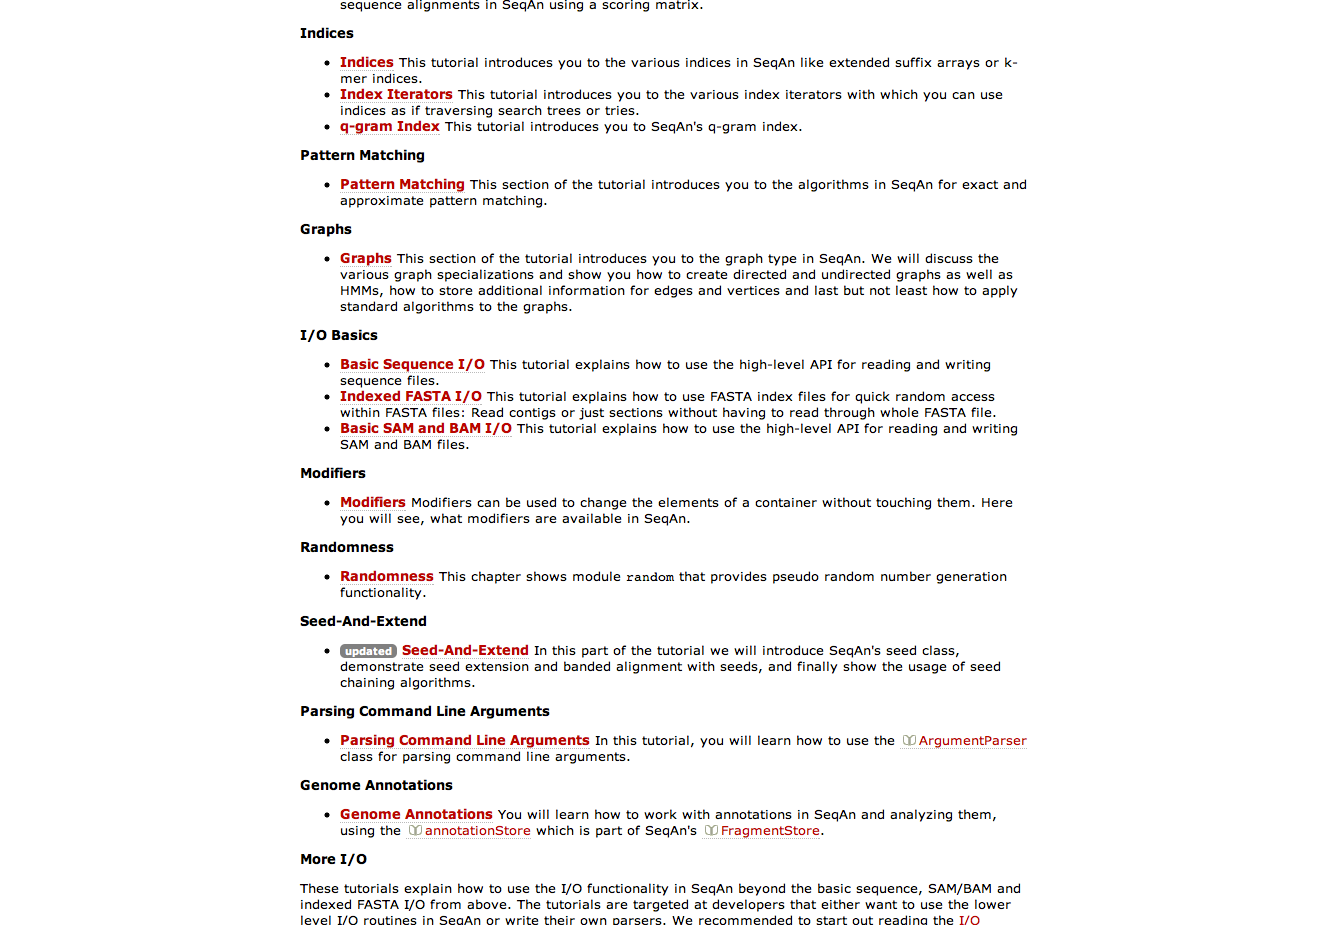 sequence alignments in SeqAn using a scoring matrix.
Indices
• Indices This tutorial introduces you to the various indices in SeqAn like extended suffix arrays or k-
mer indices.
• Index Iterators This tutorial introduces you to the various index iterators with which you can use
indices as if traversing search trees or tries.
• q-gram Index This tutorial introduces you to SeqAn's q-gram index.
Pattern Matching
• Pattern Matching This section of the tutorial introduces you to the algorithms in SeqAn for exact and
approximate pattern matching.
Graphs
• Graphs This section of the tutorial introduces you to the graph type in SeqAn. We will discuss the
various graph specializations and show you how to create directed and undirected graphs as well as
HMMs, how to store additional information for edges and vertices and last but not least how to apply
standard algorithms to the graphs.
I/O Basics
• Basic Sequence I/O This tutorial explains how to use the high-level API for reading and writing
sequence files.
• Indexed FASTA I/O This tutorial explains how to use FASTA index files for quick random access
within FASTA files: Read contigs or just sections without having to read through whole FASTA file.
• Basic SAM and BAM I/O This tutorial explains how to use the high-level API for reading and writing
SAM and BAM files.
Modifiers
• Modifiers Modifiers can be used to change the elements of a container without touching them. Here
you will see, what modifiers are available in SeqAn.
Randomness
• Randomness This chapter shows module random that provides pseudo random number generation
functionality.
Seed-And-Extend
• updated Seed-And-Extend In this part of the tutorial we will introduce SeqAn's seed class,
demonstrate seed extension and banded alignment with seeds, and finally show the usage of seed
chaining algorithms.
Parsing Command Line Arguments
• Parsing Command Line Arguments In this tutorial, you will learn how to use the ArgumentParser
class for parsing command line arguments.
Genome Annotations
• Genome Annotations You will learn how to work with annotations in SeqAn and analyzing them,
using the annotationStore which is part of SeqAn's FragmentStore.
More I/O
These tutorials explain how to use the I/O functionality in SeqAn beyond the basic sequence, SAM/BAM and
indexed FASTA I/O from above. The tutorials are targeted at developers that either want to use the lower
level I/O routines in SeqAn or write their own parsers. We recommended to start out reading the I/O